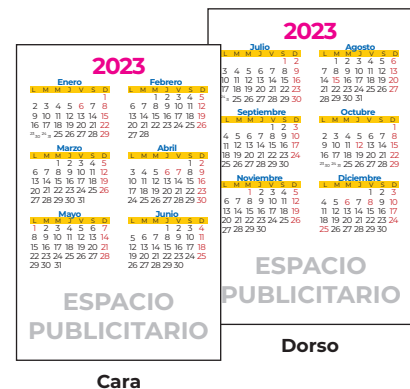 2023
Enero
L M M J V S D
1
2 3 4 5 6 7 8
9 10 11 12 13 14 15
16 17 18 19 20 21 22
25 26 27 28 29
Febrero
L M M J V S D
1 2 3 4 5
6 7 8 9 10 11 12
13 14 15 16 17 18 19
20 21 22 23 24 25 26
27 28
Marzo
L M M J V S D
1 2 3 4 5
6 7 8 9 10 11 12
13 14 15 16 17 18 19
20 21 22 23 24 25 26
27 28 29 30 31
Abril
L M M J V S D
1 2
3 4 5 6 7 8 9
10 11 12 13 14 15 16
17 18 19 20 21 22 23
24 25 26 27 28 29 30
Mayo
L M M J V S D
1 2 3 4 5 6 7
8 9 10 11 12 13 14
15 16 17 18 19 20 21
22 23 24 25 26 27 28
29 30 31
Junio
L M M J V S D
1 2 3 4
5 6 7 8 9 10 11
12 13 14 15 16 17 18
19 20 21 22 23 24 25
26 27 28 29 30
ESPACIO
PUBLICITARIO
Cara
2023
Julio
L M M J V S D
1 2
3 4 5 6 7 8 9
10 11 12 13 14 15 16
17 18 19 20 21 22 23
25 26 27 28 29 30
Agosto
L M M J V S D
1 2 3 4 5 6
7 8 9 10 11 12 13
14 15 16 17 18 19 20
21 22 23 24 25 26 27
28 29 30 31
Septiembre
L M M J V S D
1 2 3
4 5 6 7 8 9 10
11 12 13 14 15 16 17
18 19 20 21 22 23 24
25 26 27 28 29 30
Octubre
L M M J V S D
1
2 3 4 5 6 7 8
9 10 11 12 13 14 15
16 17 18 19 20 21 22
25 26 27 28 29
Noviembre
L M M J V S D
1 2 3 4 5
6 7 8 9 10 11 12
13 14 15 16 17 18 19
20 21 22 23 24 25 26
27 28 29 30
Diciembre
L M M J V S D
1 2 3
4 5 6 7 8 9 10
11 12 13 14 15 16 17
18 19 20 21 22 23 24
25 26 27 28 29 30 31
ESPACIO
PUBLICITARIO
Dorso